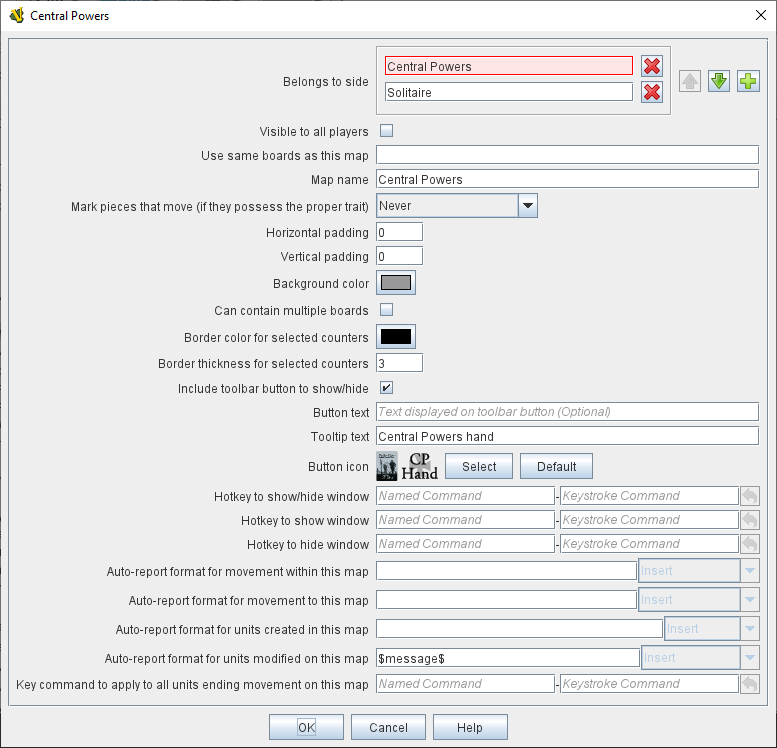 Central Powers
Belongs to side
Central Powers
Solitaire
Visible to all players
Use same boards as this map
Map name Central Powers
Mark pieces that move (if they possess the proper trait) Never
Horizontal padding 0
Vertical padding 0
Background color
Can contain multiple boards
Border color for selected counters
Border thickness for selected counters 3
Include toolbar button to show/hide
Button text Text displayed on toolbar button (Optional)
Tooltip text Central Powers hand
Button icon CP Hand Select Default
Hotkey to show/hide window Named Command - Keystroke Command
Hotkey to show window Named Command - Keystroke Command
Hotkey to hide window Named Command - Keystroke Command
Auto-report format for movement within this map Insert
Auto-report format for movement to this map Insert
Auto-report format for units created in this map Insert
Auto-report format for units modified on this map $message$ Insert
Key command to apply to all units ending movement on this map Named Command - Keystroke Command
OK Cancel Help